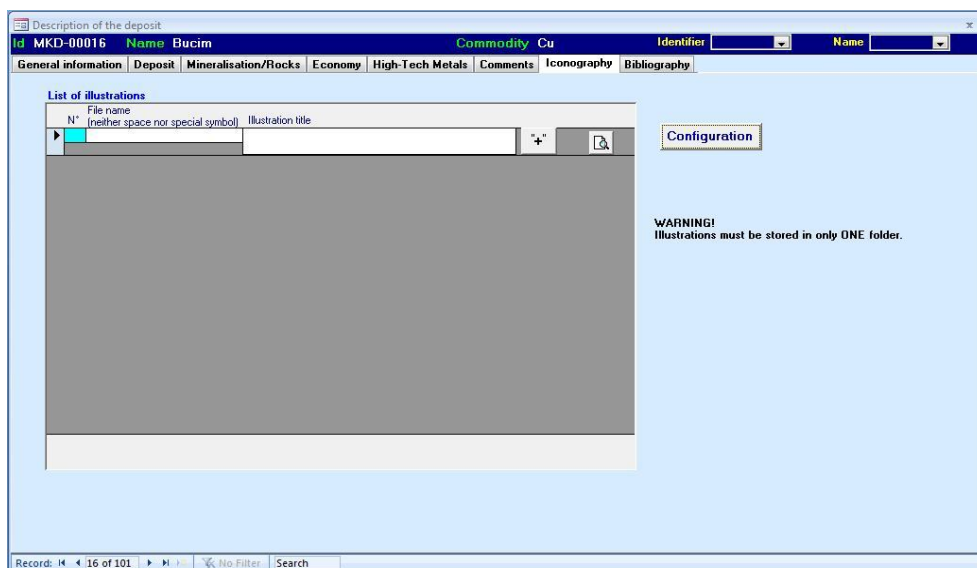 Description of the deposit x
Id MKD-00016 Name Bucim Commodity Cu Identifier Name
General information Deposit Mineralisation/Rocks Economy High-Tech Metals Comments Iconography Bibliography
List of illustrations
N° File name (neither space nor special symbol) Illustration title
"+"
Configuration
WARNING!
Illustrations must be stored in only ONE folder.
Record: 16 of 101 No Filter Search